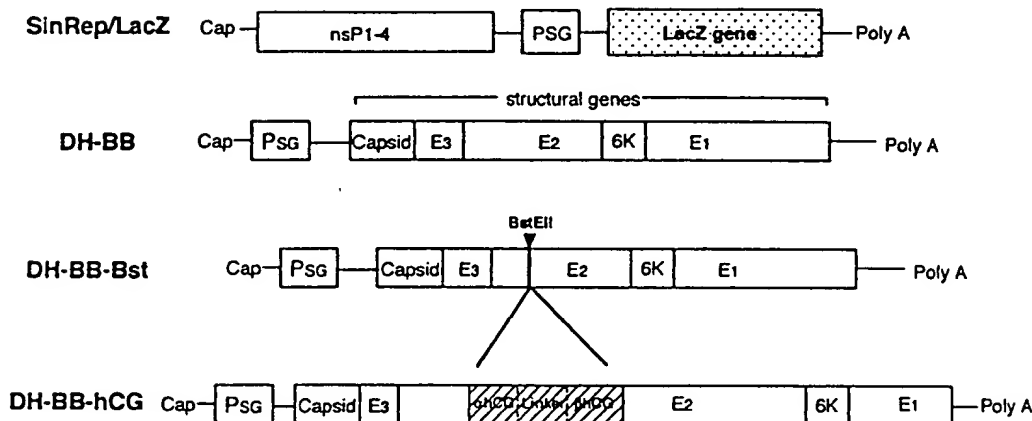 SinRep/LacZ Cap nsP1-4 PSG LacZ gene Poly A
structural genes
DH-BB Cap PSG Capsid E3 E2 6K E1 Poly A
BstEII
DH-BB-Bst Cap PSG Capsid E3 E2 6K E1 Poly A
DH-BB-hCG Cap PSG Capsid E3 αhCG Linker βhCG E2 6K E1 Poly A